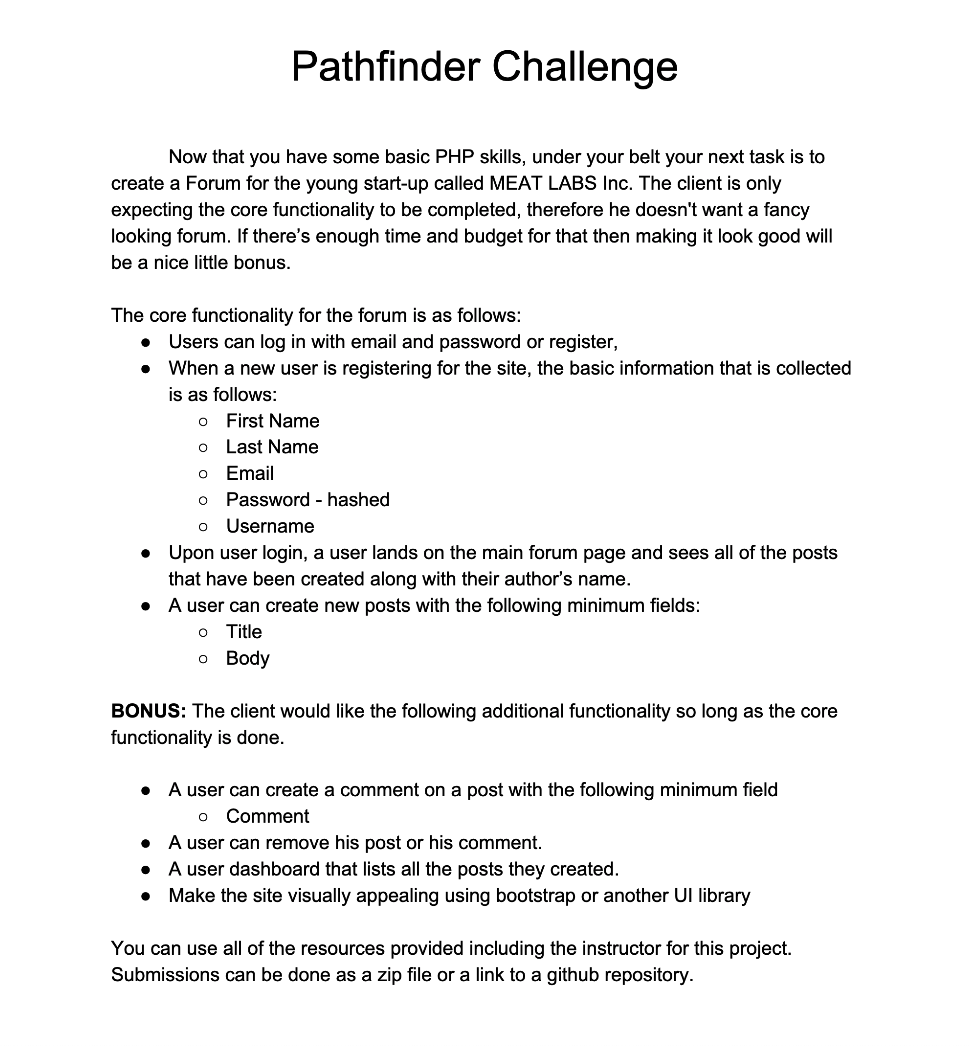 Pathfinder Challenge
Now that you have some basic PHP skills, under your belt your next task is to
create a Forum for the young start-up called MEAT LABS Inc. The client is only
expecting the core functionality to be completed, therefore he doesn't want a fancy
looking forum. If there’s enough time and budget for that then making it look good will
be a nice little bonus.
The core functionality for the forum is as follows:
● Users can log in with email and password or register,
● When a new user is registering for the site, the basic information that is collected
is as follows:
○ First Name
○ Last Name
○ Email
○ Password - hashed
○ Username
● Upon user login, a user lands on the main forum page and sees all of the posts
that have been created along with their author’s name.
● A user can create new posts with the following minimum fields:
○ Title
○ Body
BONUS: The client would like the following additional functionality so long as the core
functionality is done.
● A user can create a comment on a post with the following minimum field
○ Comment
● A user can remove his post or his comment.
● A user dashboard that lists all the posts they created.
● Make the site visually appealing using bootstrap or another UI library
You can use all of the resources provided including the instructor for this project.
Submissions can be done as a zip file or a link to a github repository.